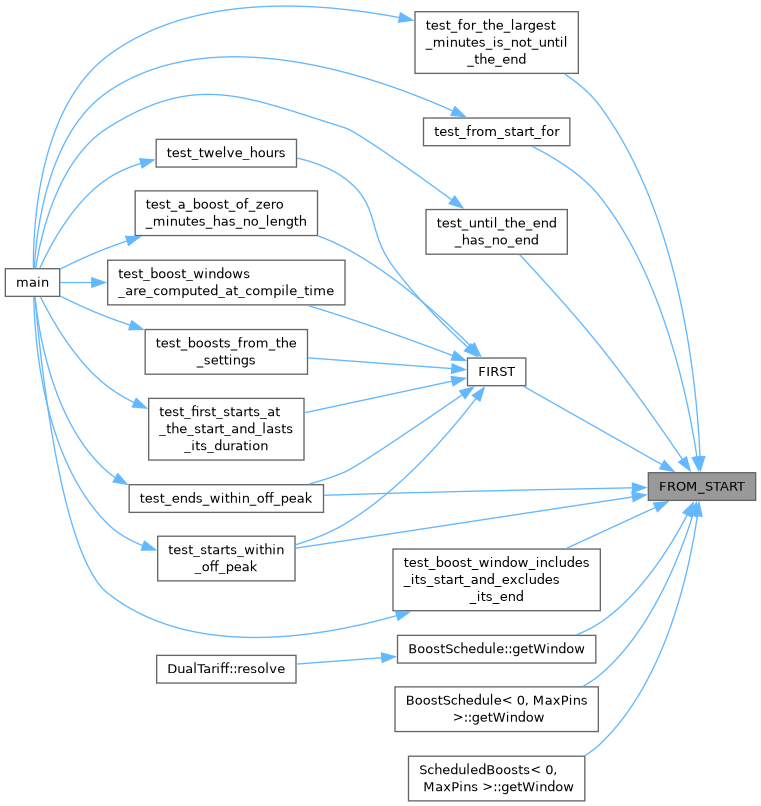 test_for_the_largest
_minutes_is_not_until
_the_end
test_from_start_for
test_twelve_hours
test_a_boost_of_zero
_minutes_has_no_length
test_until_the_end
_has_no_end
main
test_boost_windows
_are_computed_at_compile_time
test_boosts_from_the
_settings
FIRST
test_first_starts_at
_the_start_and_lasts
_its_duration
FROM_START
test_ends_within_off_peak
test_starts_within
_off_peak
test_boost_window_includes
_its_start_and_excludes
_its_end
BoostSchedule::getWindow
DualTariff::resolve
BoostSchedule< 0, MaxPins
>::getWindow
ScheduledBoosts< 0,
MaxPins >::getWindow